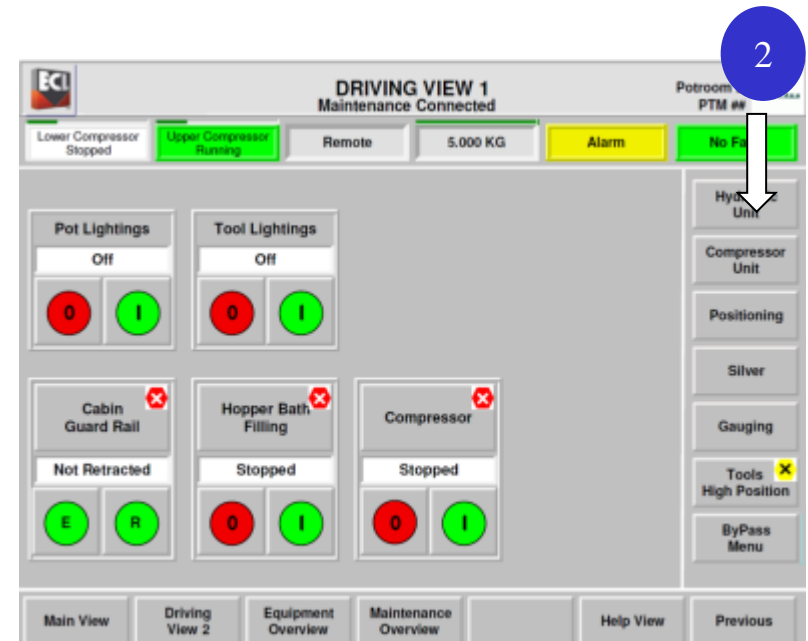 2
ECI
DRIVING VIEW 1
Maintenance Connected
Potroom
PTM ##
Lower Compressor
Stopped
Upper Compressor
Running
Remote
5.000 KG
Alarm
No
Pot Lightings
Off
0
I
Tool Lightings
Off
0
I
Cabin
Guard Rail
Not Retracted
E
R
Hopper Bath
Filling
Stopped
0
I
Compressor
Stopped
0
I
Unit
Compressor
Unit
Positioning
Silver
Gauging
Tools
High Position
ByPass
Menu
Main View
Driving
View 2
Equipment
Overview
Maintenance
Overview
Help View
Previous